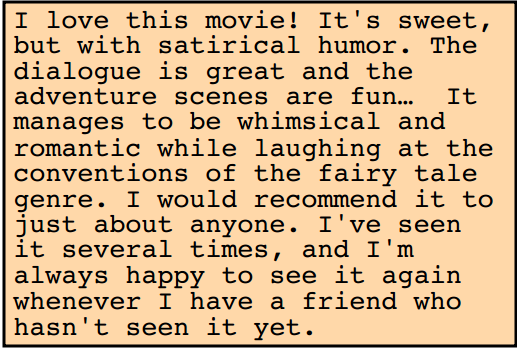 I love this movie! It's sweet,
but with satirical humor. The
dialogue is great and the
adventure scenes are fun…  It
manages to be whimsical and
romantic while laughing at the
conventions of the fairy tale
genre. I would recommend it to
just about anyone. I've seen
it several times, and I'm
always happy to see it again
whenever I have a friend who
hasn't seen it yet.